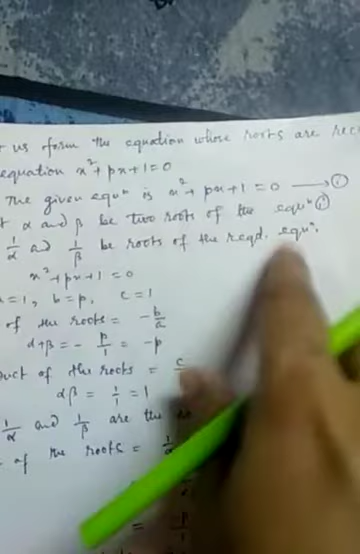 us form the equation whose roots are
equation x² + px + 1 = 0
The given equⁿ is x² + px + 1 = 0 → ①
α and β be two roots of the equⁿ ①
1/α and 1/β be roots of the reqd. equⁿ.
x² + px + 1 = 0
= 1, b = p, c = 1
of the roots = -b/a
α+β = - p/1 = -p
of the roots = c
αβ = 1/1 = 1
1/α and 1/β are the
of the roots = 1/α
= p